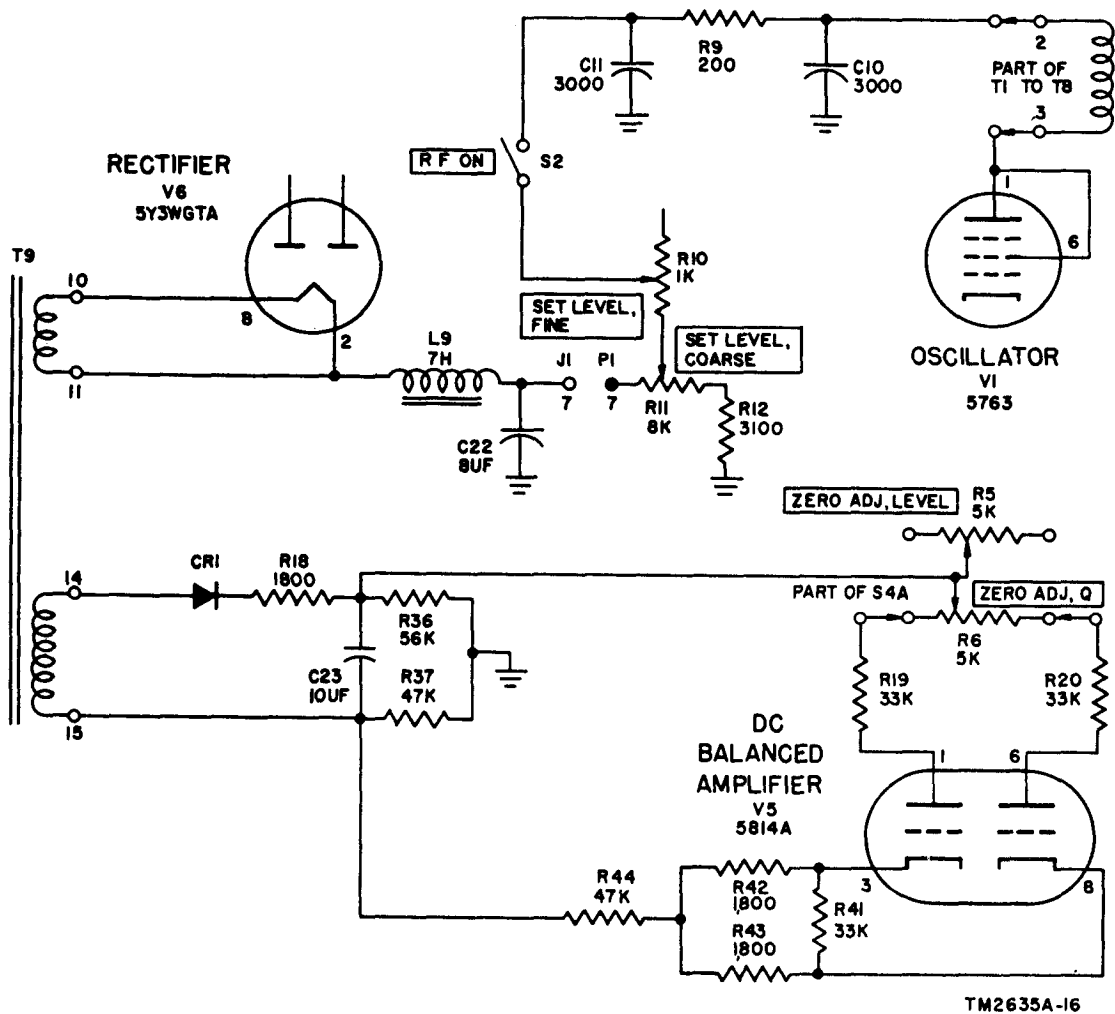 R9
200
C11
3000
C10
3000
2
PART OF
T1 TO T8
3
R F ON
S2
RECTIFIER
V6
5Y3WGTA
1
6
T9
10
8
2
R10
1K
SET LEVEL,
FINE
SET LEVEL,
COARSE
OSCILLATOR
V1
5763
11
L9
7H
J1
7
P1
7
R11
8K
R12
3100
C22
8UF
ZERO ADJ, LEVEL
R5
5K
14
CR1
R18
1800
PART OF S4A
ZERO ADJ, Q
R36
56K
R6
5K
C23
10UF
R37
47K
R19
33K
R20
33K
15
DC
BALANCED
AMPLIFIER
V5
5814A
1
6
3
8
R44
47K
R42
1,800
R41
33K
R43
1,800
TM2635A-16